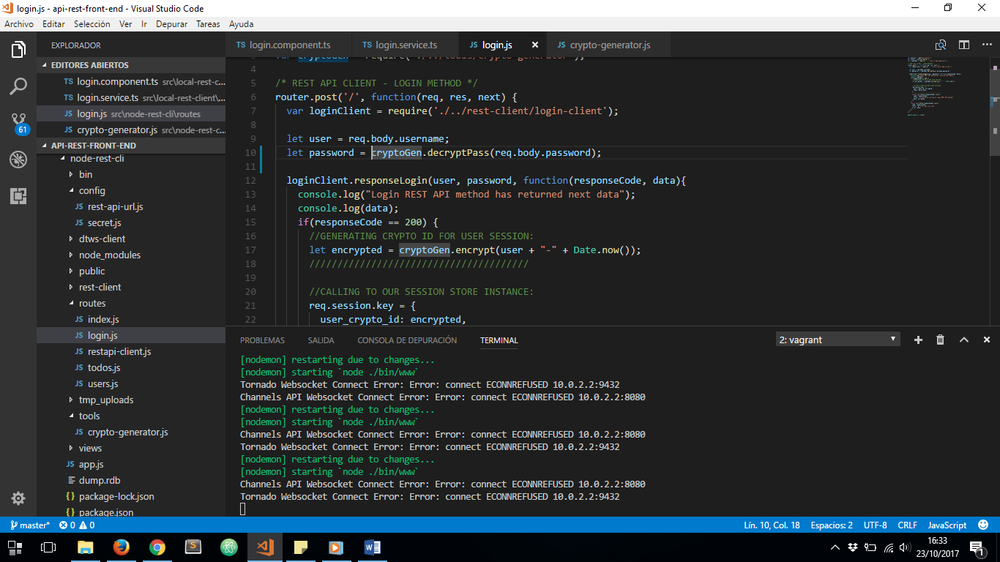 login.js - api-rest-front-end - Visual Studio Code
Archivo Editar Selección Ver Ir Depurar Tareas Ayuda
EXPLORADOR
EDITORES ABIERTOS
TS login.component.ts src\local-rest-c...
TS login.service.ts src\local-rest-client\...
JS login.js src\node-rest-cli\routes
JS crypto-generator.js src\node-rest-c...
61
API-REST-FRONT-END
node-rest-cli
bin
config
JS rest-api-url.js
JS secret.js
dtws-client
node_modules
public
rest-client
routes
JS index.js
JS login.js
JS restapi-client.js
JS todos.js
JS users.js
tmp_uploads
tools
JS crypto-generator.js
views
JS app.js
dump.rdb
{} package-lock.json
{} package.json
TS login.component.ts
TS login.service.ts
JS login.js
JS crypto-generator.js
4
5 /* REST API CLIENT - LOGIN METHOD */
6 router.post('/', function(req, res, next) {
7 var loginClient = require('./../rest-client/login-client');
8
9 let user = req.body.username;
10 let password = cryptoGen.decryptPass(req.body.password);
11
12 loginClient.responseLogin(user, password, function(responseCode, data){
13 console.log("Login REST API method has returned next data");
14 console.log(data);
15 if(responseCode == 200) {
16 //GENERATING CRYPTO ID FOR USER SESSION:
17 let encrypted = cryptoGen.encrypt(user + "-" + Date.now());
18 ///////////////////////////////////////
19
20 //CALLING TO OUR SESSION STORE INSTANCE:
21 req.session.key = {
22 user_crypto_id: encrypted,
PROBLEMAS SALIDA CONSOLA DE DEPURACIÓN TERMINAL
2: vagrant
[nodemon] restarting due to changes...
[nodemon] starting `node ./bin/www`
Tornado Websocket Connect Error: Error: connect ECONNREFUSED 10.0.2.2:9432
Channels API Websocket Connect Error: Error: connect ECONNREFUSED 10.0.2.2:8080
[nodemon] restarting due to changes...
[nodemon] starting `node ./bin/www`
Channels API Websocket Connect Error: Error: connect ECONNREFUSED 10.0.2.2:8080
Tornado Websocket Connect Error: Error: connect ECONNREFUSED 10.0.2.2:9432
[nodemon] restarting due to changes...
[nodemon] starting `node ./bin/www`
Channels API Websocket Connect Error: Error: connect ECONNREFUSED 10.0.2.2:8080
Tornado Websocket Connect Error: Error: connect ECONNREFUSED 10.0.2.2:9432
master* 0 0
Lín. 10, Col. 18 Espacios: 2 UTF-8 CRLF JavaScript
16:33
23/10/2017
1